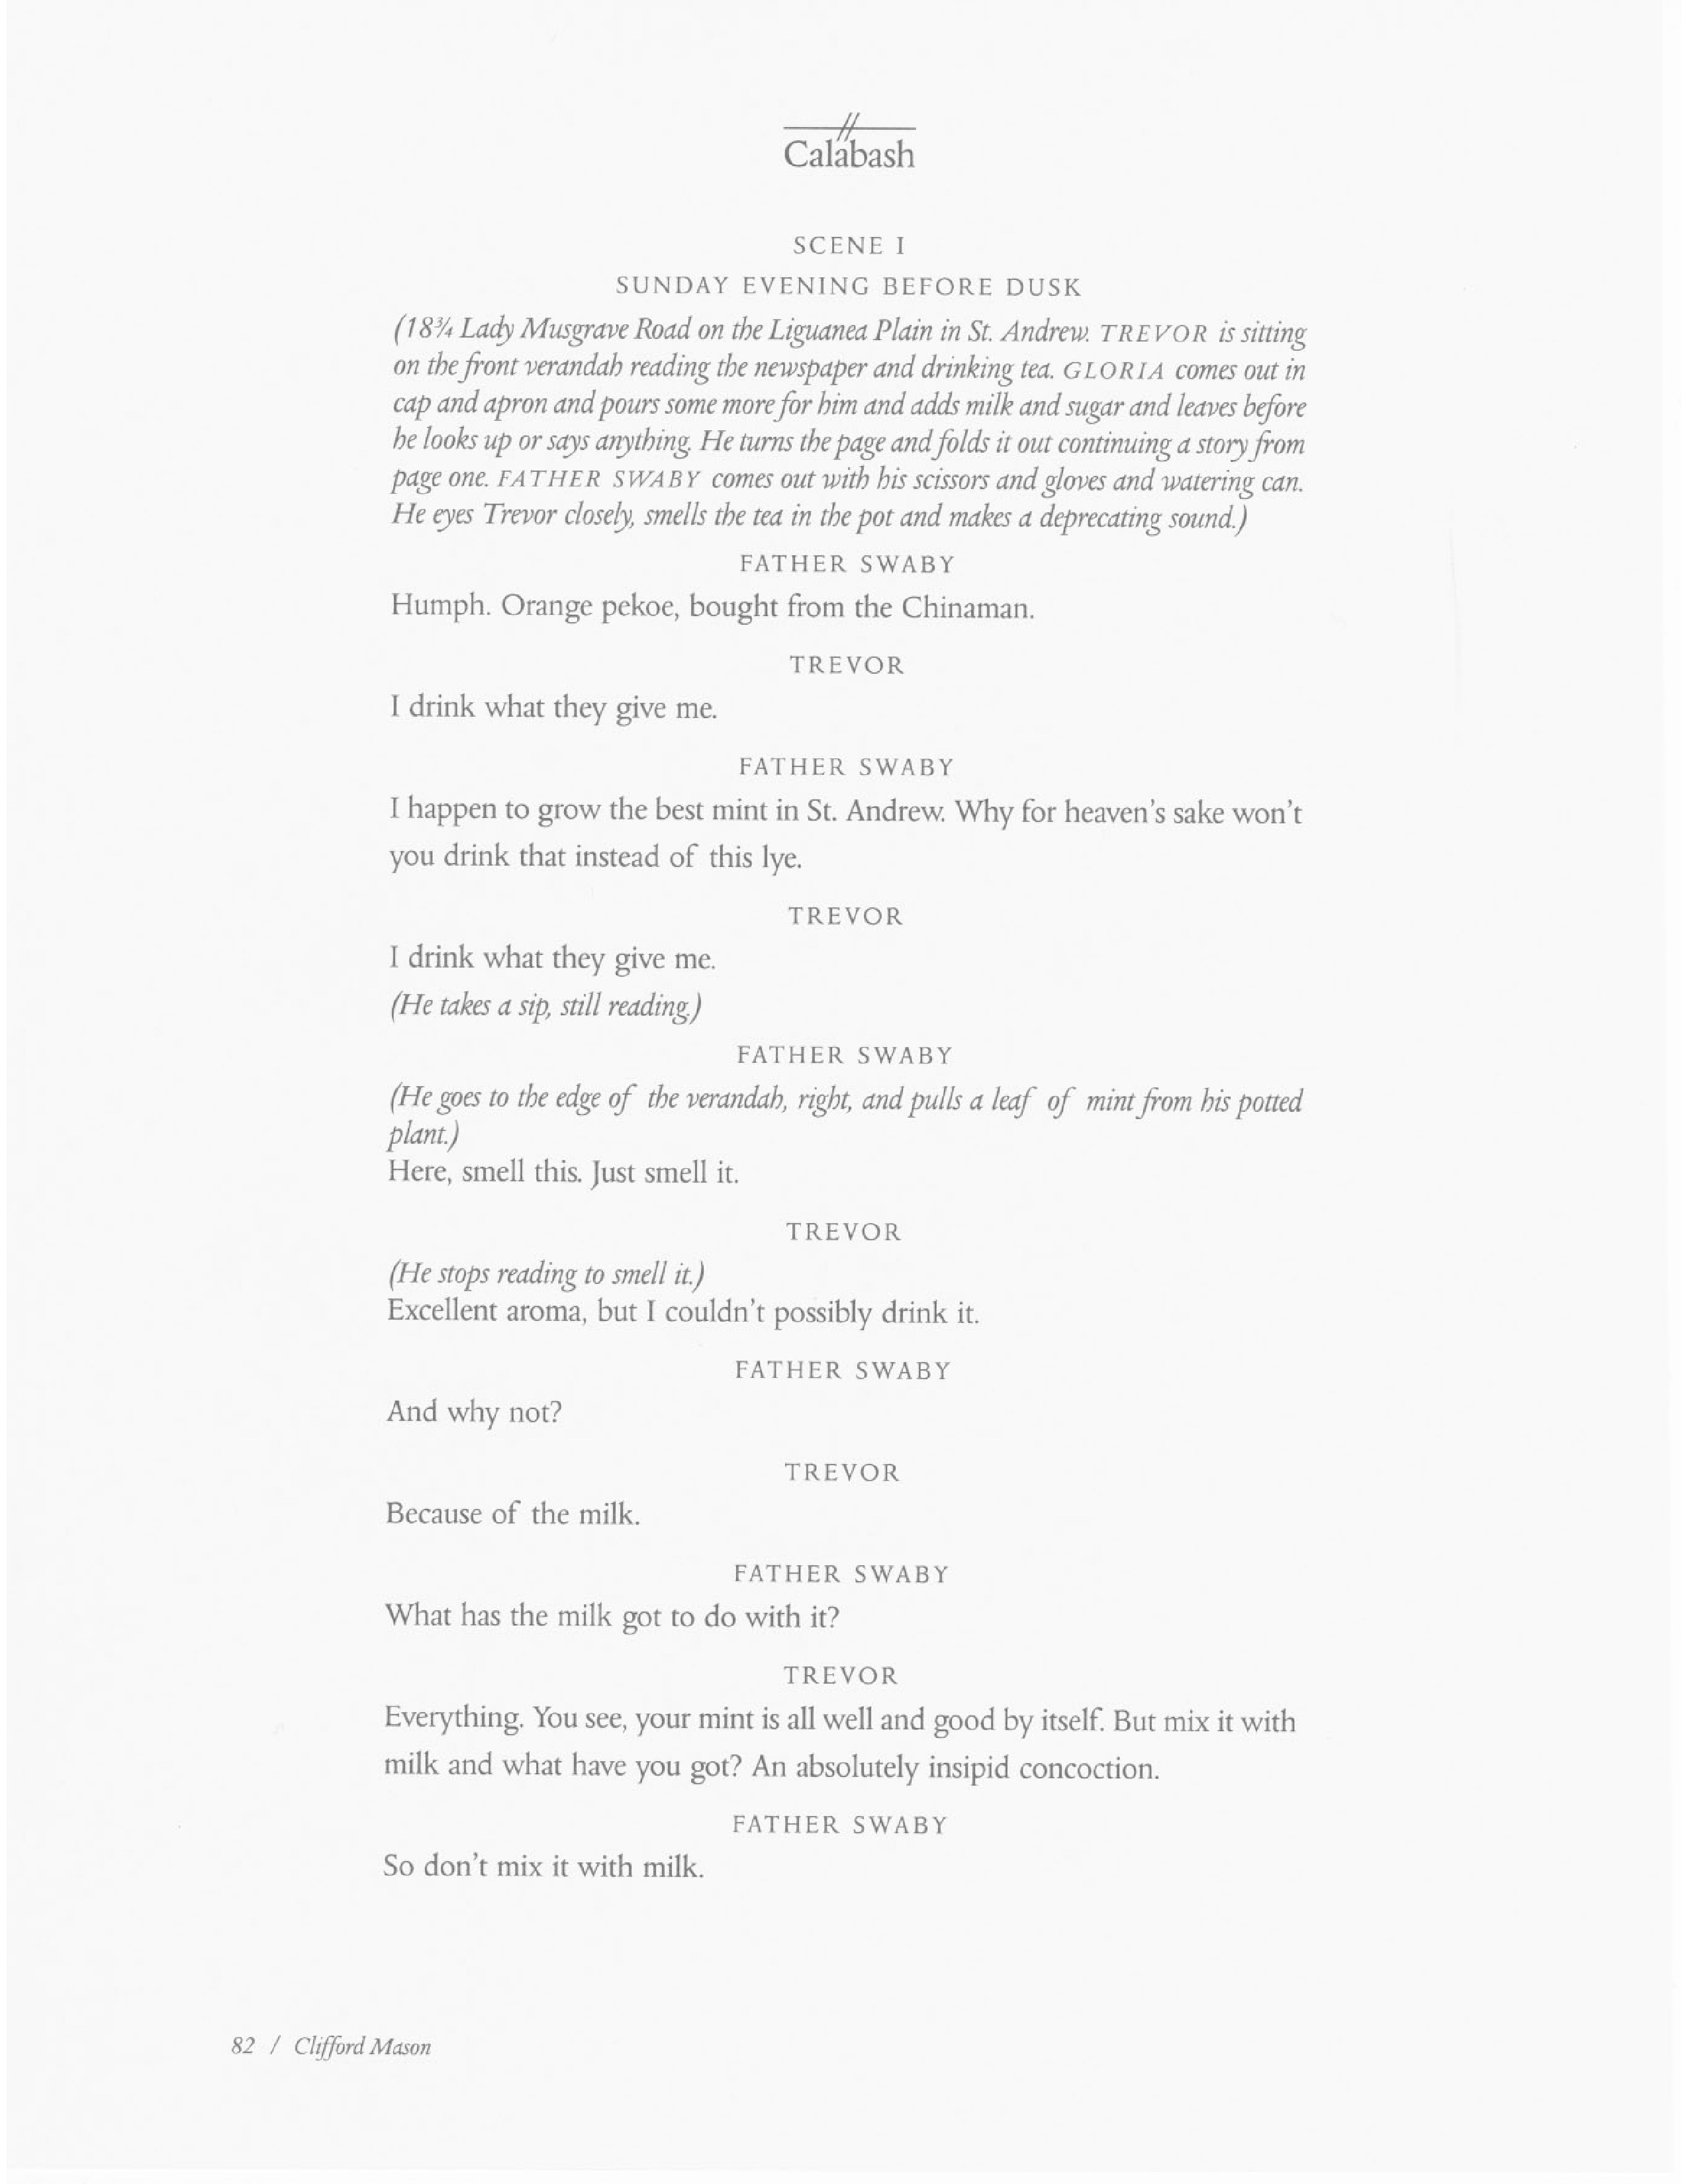 Calabash
SCENE I
SUNDAY EVENING BEFORE DUSK
(18¾ Lady Musgrave Road on the Liguanea Plain in St. Andrew. TREVOR is sitting
on the front verandah reading the newspaper and drinking tea. GLORIA comes out in
cap and apron and pours some more for him and adds milk and sugar and leaves before
he looks up or says anything. He turns the page and folds it out continuing a story from
page one. FATHER SWABY comes out with his scissors and gloves and watering can.
He eyes Trevor closely, smells the tea in the pot and makes a deprecating sound.)
FATHER SWABY
Humph. Orange pekoe, bought from the Chinaman.
TREVOR
I drink what they give me.
FATHER SWABY
I happen to grow the best mint in St. Andrew. Why for heaven's sake won't
you drink that instead of this lye.
TREVOR
I drink what they give me.
(He takes a sip, still reading.)
FATHER SWABY
(He goes to the edge of the verandah, right, and pulls a leaf of mint from his potted
plant.)
Here, smell this. Just smell it.
TREVOR
(He stops reading to smell it.)
Excellent aroma, but I couldn't possibly drink it.
FATHER SWABY
And why not?
TREVOR
Because of the milk.
FATHER SWABY
What has the milk got to do with it?
TREVOR
Everything. You see, your mint is all well and good by itself. But mix it with
milk and what have you got? An absolutely insipid concoction.
FATHER SWABY
So don't mix it with milk.
82 / Clifford Mason